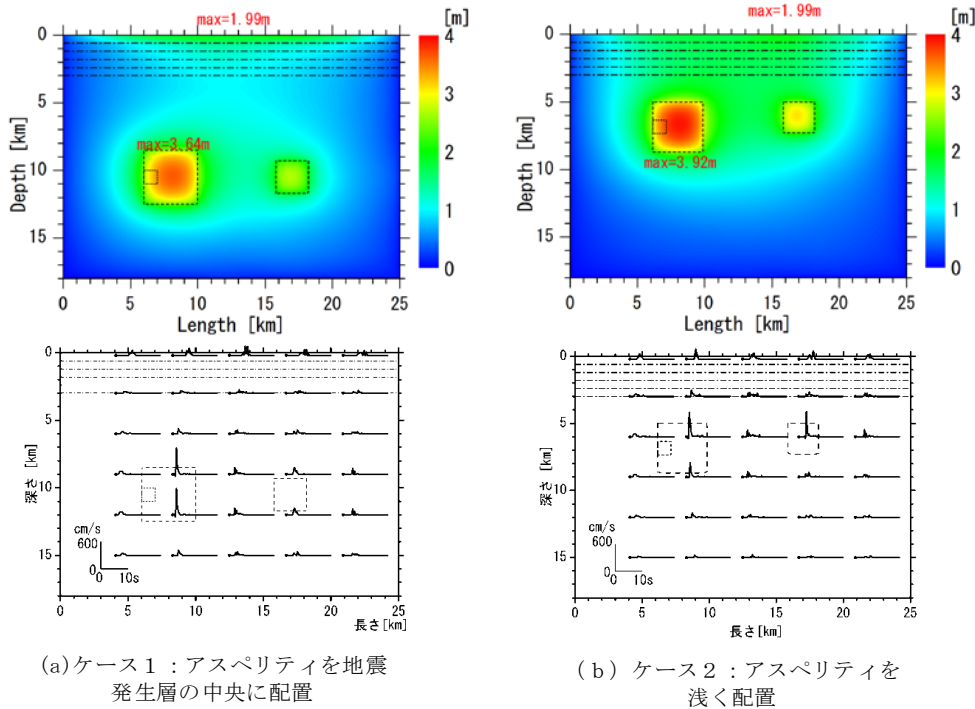 max=1.99m
[m]
0
5
10
15
Depth [km]
max=3.64m
4
3
2
1
0
0 5 10 15 20 25
Length [km]
max=1.99m
[m]
0
5
10
15
Depth [km]
max=3.92m
4
3
2
1
0
0 5 10 15 20 25
Length [km]
0
5
10
15
深さ[km]
cm/s
600
0
0 10s
0 5 10 15 20 25
長さ[km]
0
5
10
15
深さ[km]
cm/s
600
0
0 10s
0 5 10 15 20 25
長さ[km]
(a)ケース1：アスペリティを地震
発生層の中央に配置
(b) ケース2：アスペリティを
浅く配置